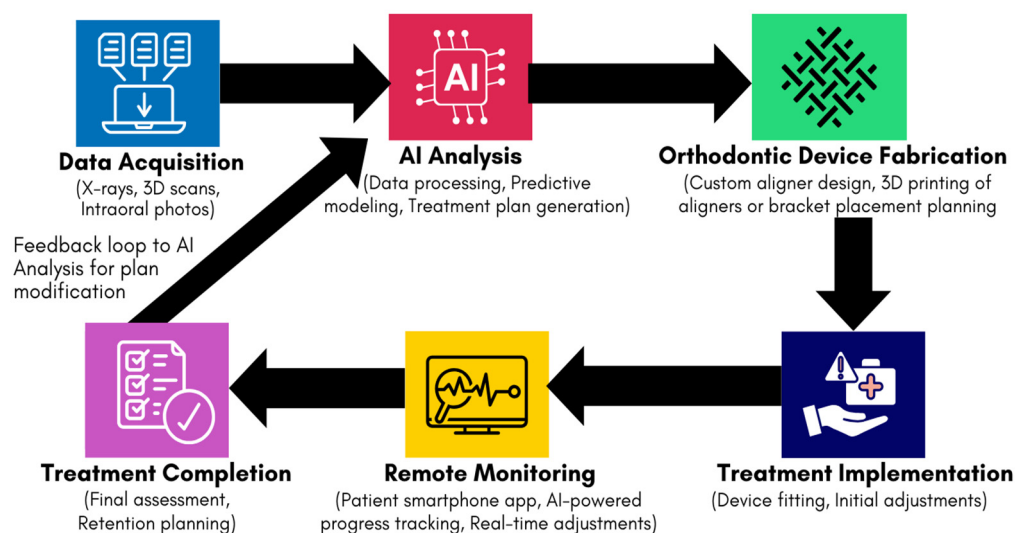 AI
Data Acquisition
(X-rays, 3D scans,
Intraoral photos)
AI Analysis
(Data processing, Predictive
modeling, Treatment plan generation)
Orthodontic Device Fabrication
(Custom aligner design, 3D printing of
aligners or bracket placement planning
Feedback loop to AI
Analysis for plan
modification
Treatment Completion
(Final assessment,
Retention planning)
Remote Monitoring
(Patient smartphone app, AI-powered
progress tracking, Real-time adjustments)
Treatment Implementation
(Device fitting, Initial adjustments)